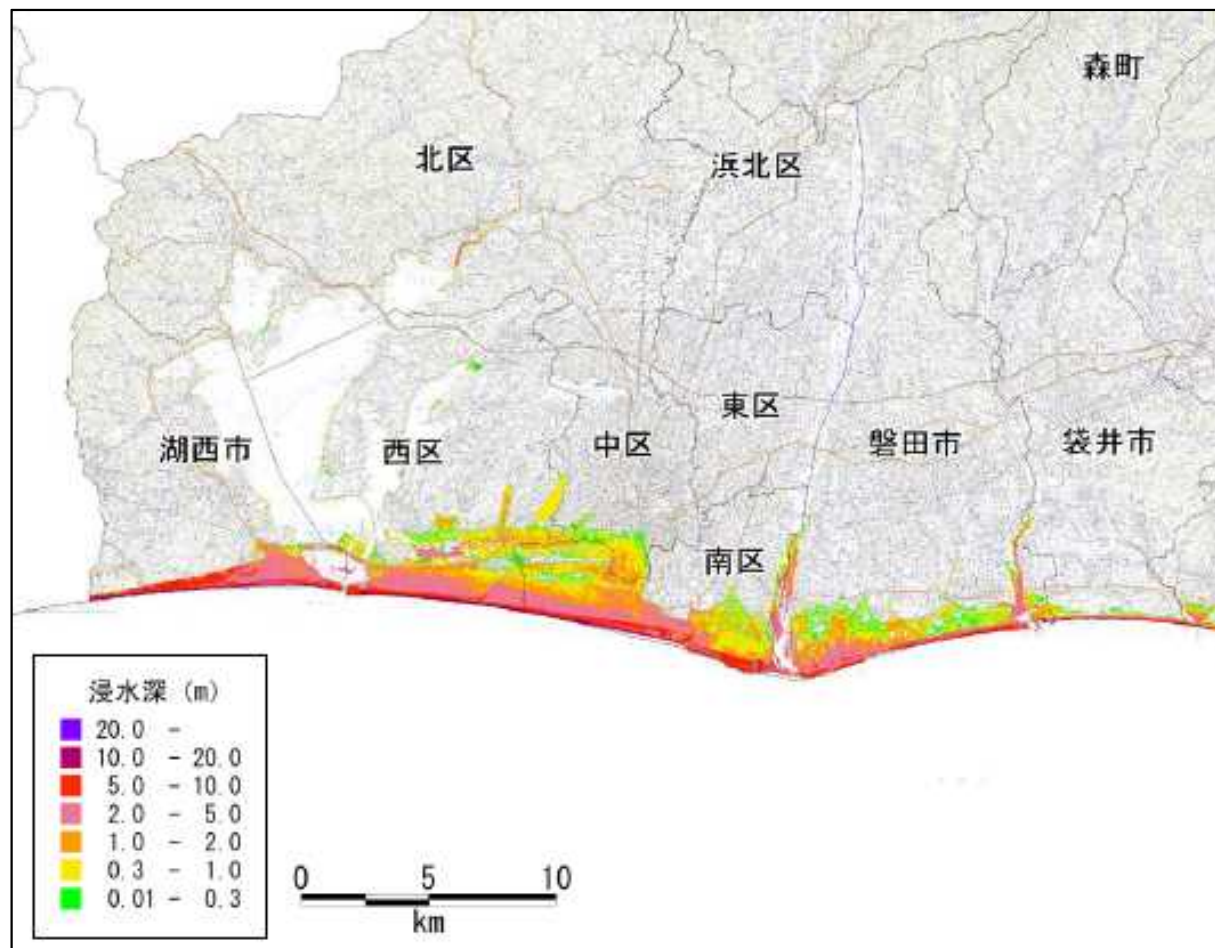 森町
北区
浜北区
東区
湖西市
西区
中区
磐田市
袋井市
南区
浸水深 (m)
20.0 -
10.0 - 20.0
5.0 - 10.0
2.0 - 5.0
1.0 - 2.0
0.3 - 1.0
0.01 - 0.3
0 5 10
km